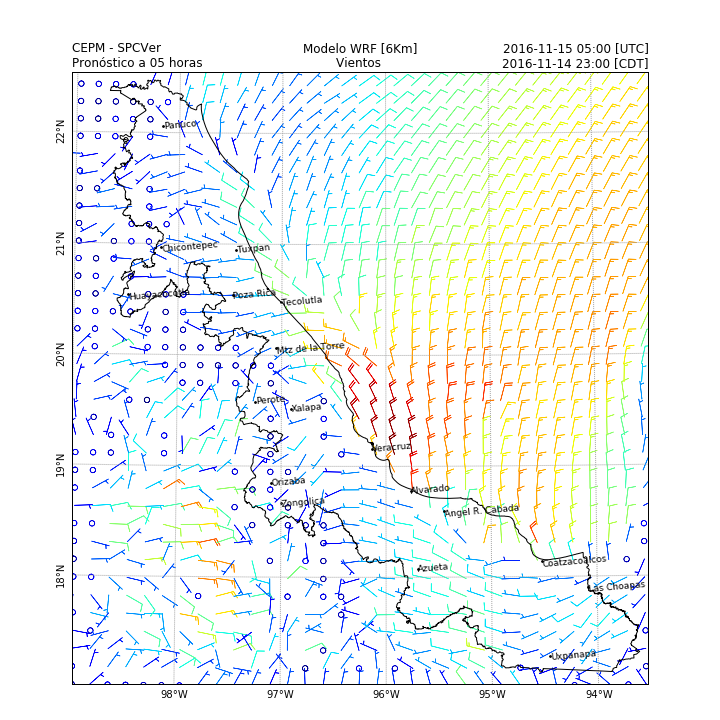 CEPM - SPCVer Modelo WRF [6Km] 2016-11-15 05:00 [UTC]
Pronóstico a 05 horas Vientos 2016-11-14 23:00 [CDT]
22°N
Panuco
21°N
Chicontepec
Tuxpan
Huayacocotla
Poza Rica
Tecolutla
20°N
Mtz de la Torre
Perote
Xalapa
19°N
Veracruz
Orizaba
Alvarado
Zongolica
Angel R. Cabada
18°N
Coatzacoalcos
Azueta
Las Choapas
Uxpanapa
98°W 97°W 96°W 95°W 94°W